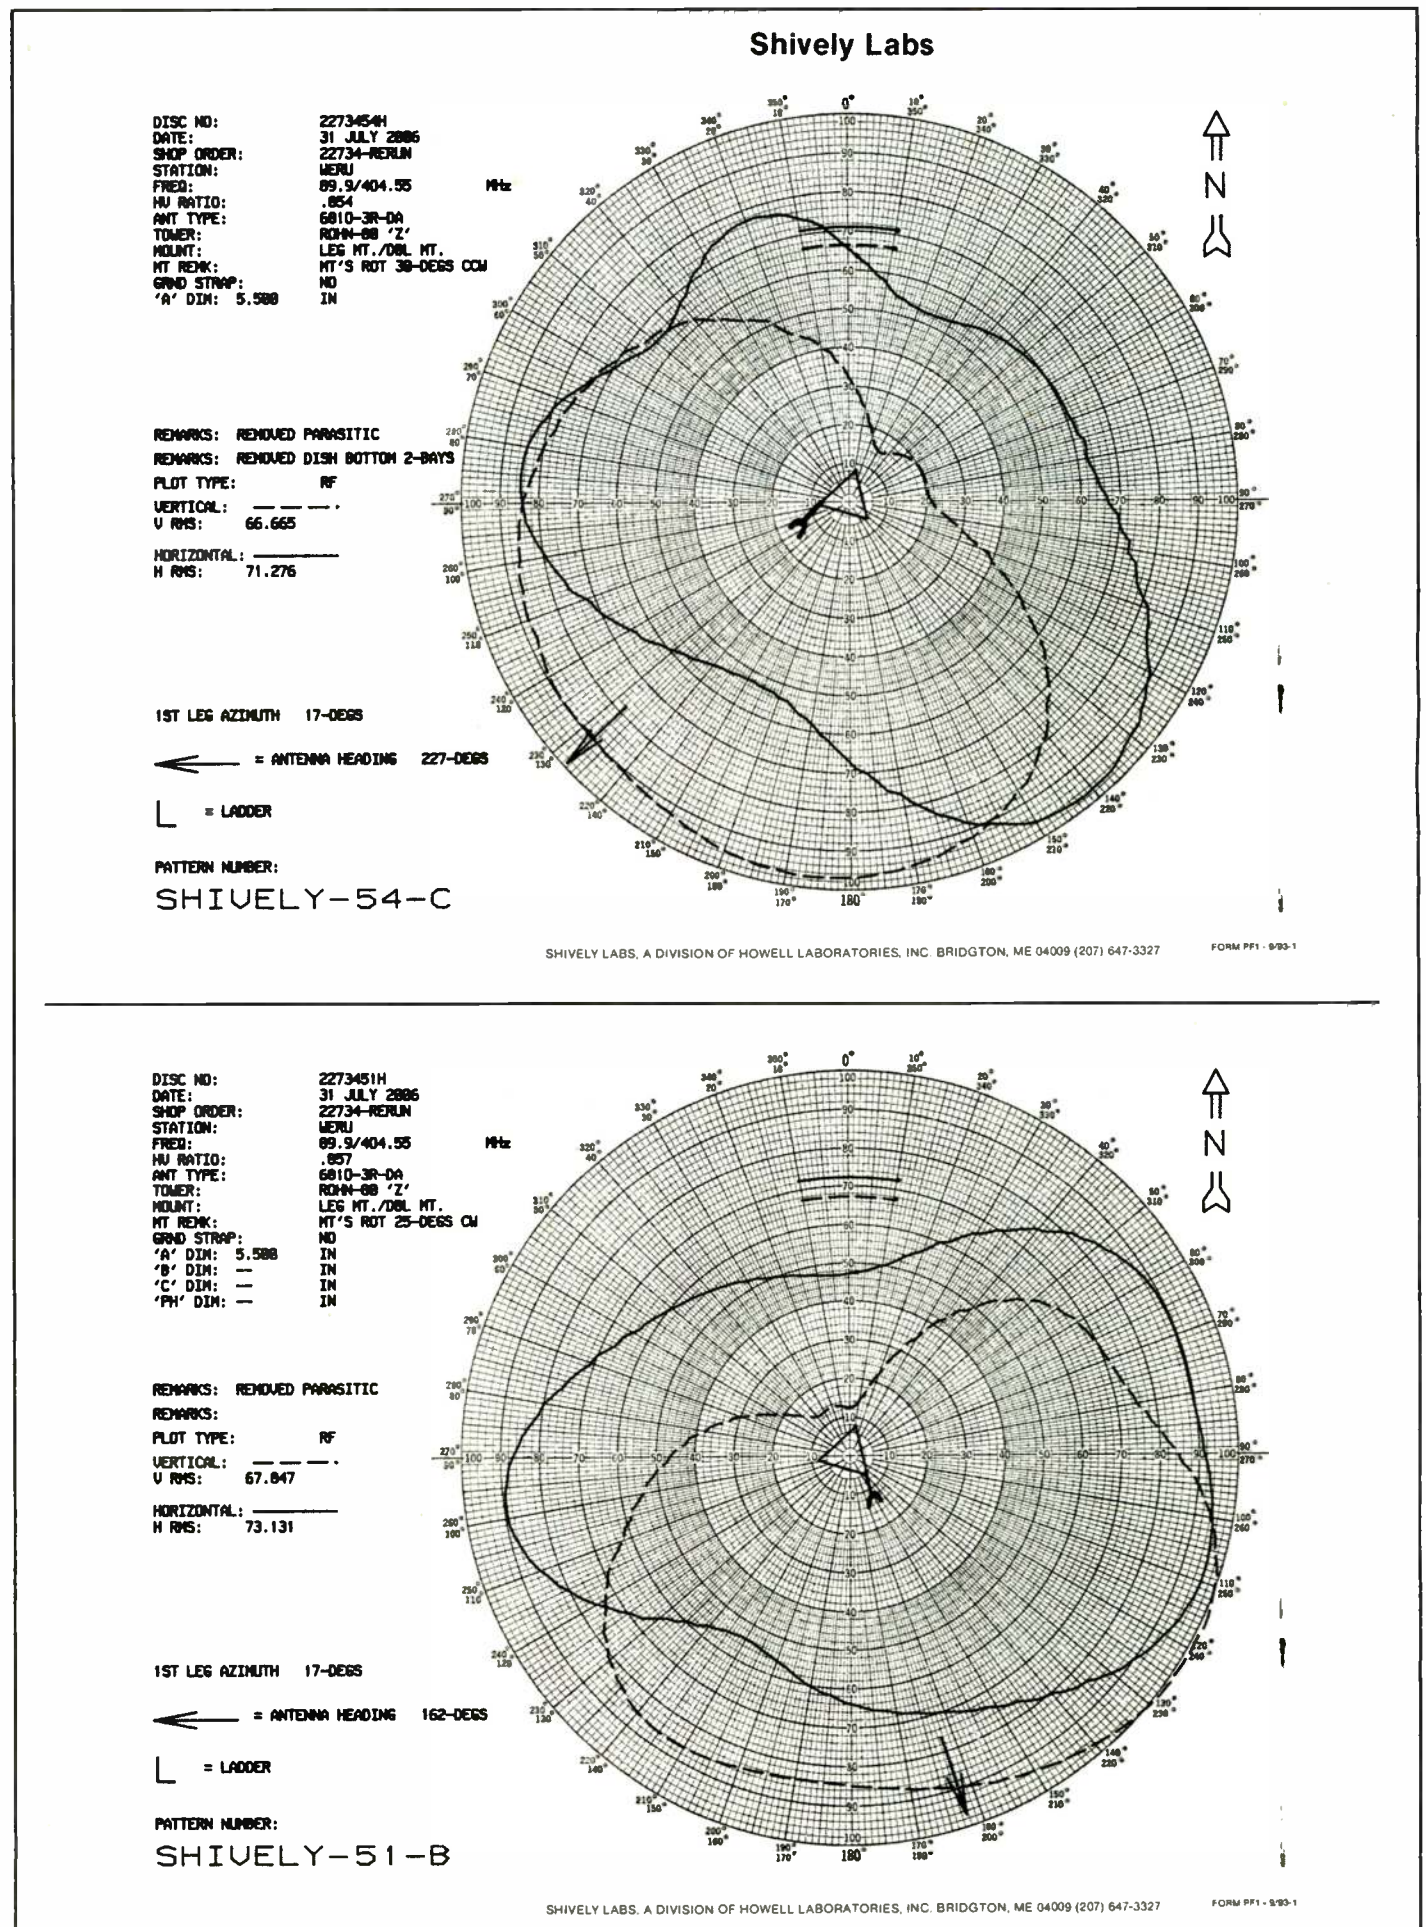 Shively Labs
DISC NO: 2273454H
DATE: 31 JULY 2006
SHOP ORDER: 22734-RERUN
STATION: WERU
FREQ: 89.9/404.55 MHz
HV RATIO: .854
ANT TYPE: 6810-3R-DA
TOWER: ROHN-80 'Z'
MOUNT: LEG MT./DBL MT.
MT REMK: MT'S ROT 30-DEGS CCW
GRND STRAP: NO
'A' DIM: 5.500 IN
REMARKS: REMOVED PARASITIC
REMARKS: REMOVED DISH BOTTOM 2-BAYS
PLOT TYPE: RF
VERTICAL:
V RMS: 66.665
HORIZONTAL:
H RMS: 71.276
1ST LEG AZIMUTH 17-DEGS
= ANTENNA HEADING 227-DEGS
= LADDER
PATTERN NUMBER:
SHIVELY-54-C
N
0°
180°
SHIVELY LABS, A DIVISION OF HOWELL LABORATORIES, INC. BRIDGTON, ME 04009 (207) 647-3327
FORM PF1 - 9/93-1
DISC NO: 2273451H
DATE: 31 JULY 2006
SHOP ORDER: 22734-RERUN
STATION: WERU
FREQ: 89.9/404.55 MHz
HV RATIO: .857
ANT TYPE: 6810-3R-DA
TOWER: ROHN-80 'Z'
MOUNT: LEG MT./DBL MT.
MT REMK: MT'S ROT 25-DEGS CW
GRND STRAP: NO
'A' DIM: 5.500 IN
'B' DIM: — IN
'C' DIM: — IN
'PH' DIM: — IN
REMARKS: REMOVED PARASITIC
REMARKS:
PLOT TYPE: RF
VERTICAL:
V RMS: 67.847
HORIZONTAL:
H RMS: 73.131
1ST LEG AZIMUTH 17-DEGS
= ANTENNA HEADING 162-DEGS
= LADDER
PATTERN NUMBER:
SHIVELY-51-B
N
0°
180°
SHIVELY LABS, A DIVISION OF HOWELL LABORATORIES, INC. BRIDGTON, ME 04009 (207) 647-3327
FORM PF1 - 9/93-1